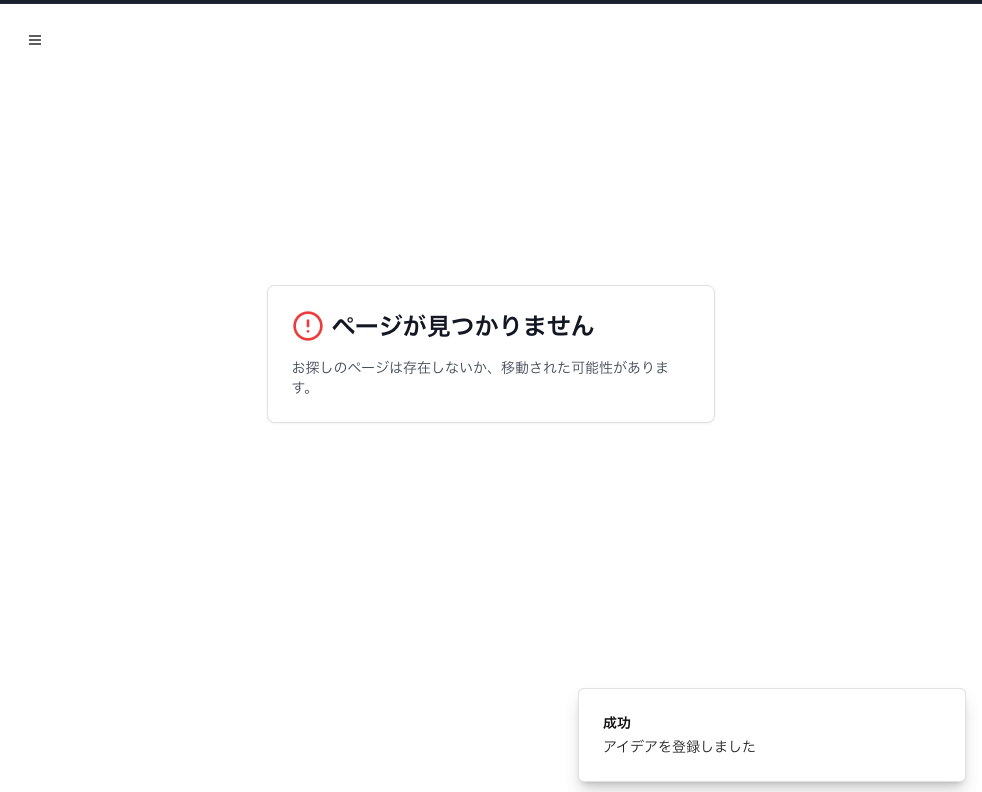 ページが見つかりません
お探しのページは存在しないか、移動された可能性がありま
す。
成功
アイデアを登録しました